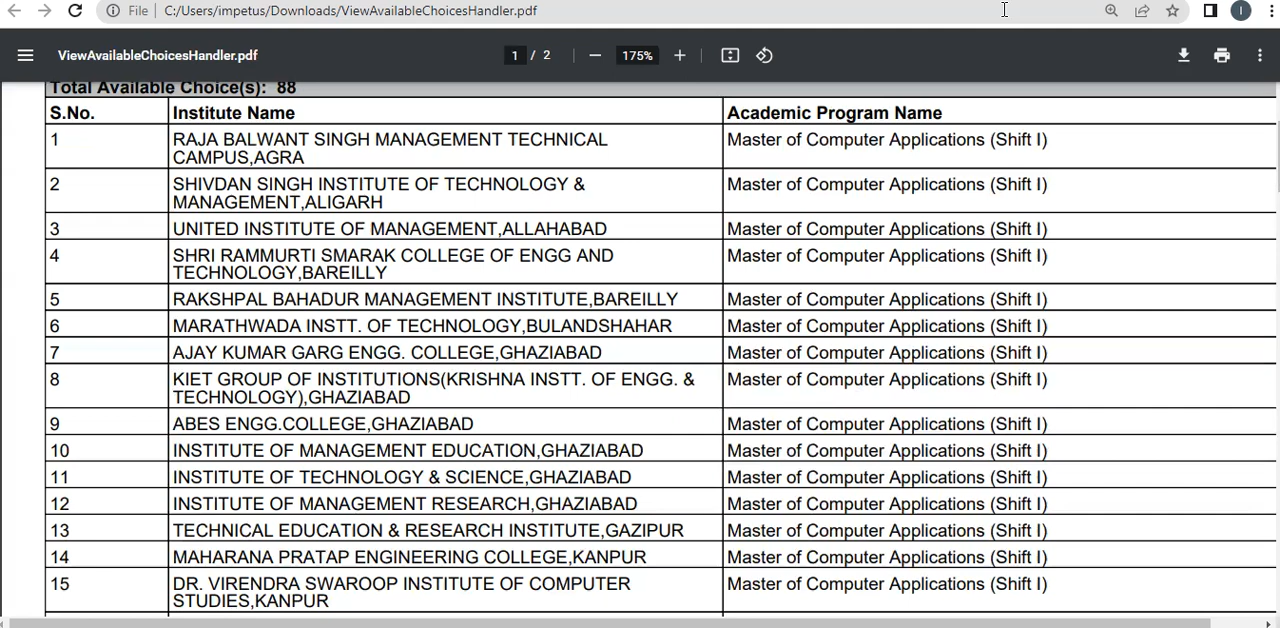 File C:/Users/impetus/Downloads/ViewAvailableChoicesHandler.pdf I
ViewAvailableChoicesHandler.pdf 1 / 2 175%
Total Available Choice(s): 88
S.No. Institute Name Academic Program Name
1 RAJA BALWANT SINGH MANAGEMENT TECHNICAL Master of Computer Applications (Shift I)
CAMPUS,AGRA
2 SHIVDAN SINGH INSTITUTE OF TECHNOLOGY & Master of Computer Applications (Shift I)
MANAGEMENT,ALIGARH
3 UNITED INSTITUTE OF MANAGEMENT,ALLAHABAD Master of Computer Applications (Shift I)
4 SHRI RAMMURTI SMARAK COLLEGE OF ENGG AND Master of Computer Applications (Shift I)
TECHNOLOGY,BAREILLY
5 RAKSHPAL BAHADUR MANAGEMENT INSTITUTE,BAREILLY Master of Computer Applications (Shift I)
6 MARATHWADA INSTT. OF TECHNOLOGY,BULANDSHAHAR Master of Computer Applications (Shift I)
7 AJAY KUMAR GARG ENGG. COLLEGE,GHAZIABAD Master of Computer Applications (Shift I)
8 KIET GROUP OF INSTITUTIONS(KRISHNA INSTT. OF ENGG. & Master of Computer Applications (Shift I)
TECHNOLOGY),GHAZIABAD
9 ABES ENGG.COLLEGE,GHAZIABAD Master of Computer Applications (Shift I)
10 INSTITUTE OF MANAGEMENT EDUCATION,GHAZIABAD Master of Computer Applications (Shift I)
11 INSTITUTE OF TECHNOLOGY & SCIENCE,GHAZIABAD Master of Computer Applications (Shift I)
12 INSTITUTE OF MANAGEMENT RESEARCH,GHAZIABAD Master of Computer Applications (Shift I)
13 TECHNICAL EDUCATION & RESEARCH INSTITUTE,GAZIPUR Master of Computer Applications (Shift I)
14 MAHARANA PRATAP ENGINEERING COLLEGE,KANPUR Master of Computer Applications (Shift I)
15 DR. VIRENDRA SWAROOP INSTITUTE OF COMPUTER Master of Computer Applications (Shift I)
STUDIES,KANPUR